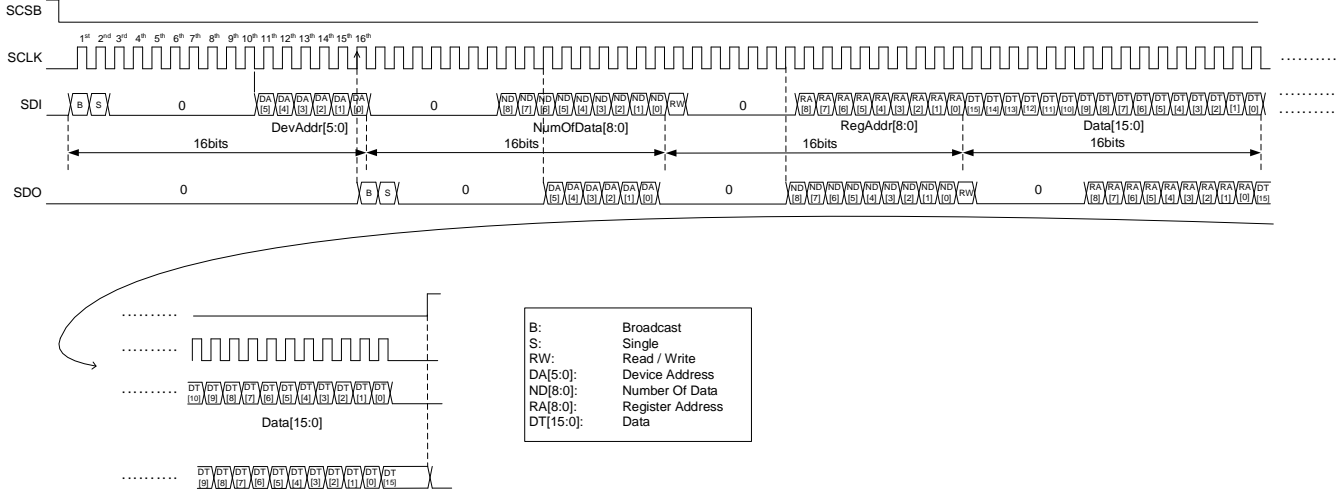 SCSB
1st 2nd 3rd 4th 5th 6th 7th 8th 9th 10th 11th 12th 13th 14th 15th 16th
SCLK
SDI B S 0 DA[5] DA[4] DA[3] DA[2] DA[1] DA[0] 0 ND[8] ND[7] ND[6] ND[5] ND[4] ND[3] ND[2] ND[1] ND[0] RW 0 RA[8] RA[7] RA[6] RA[5] RA[4] RA[3] RA[2] RA[1] RA[0] DT[15] DT[14] DT[13] DT[12] DT[11] DT[10] DT[9] DT[8] DT[7] DT[6] DT[5] DT[4] DT[3] DT[2] DT[1] DT[0]
DevAddr[5:0] NumOfData[8:0] RegAddr[8:0] Data[15:0]
16bits 16bits 16bits 16bits
SDO 0 B S 0 DA[5] DA[4] DA[3] DA[2] DA[1] DA[0] 0 ND[8] ND[7] ND[6] ND[5] ND[4] ND[3] ND[2] ND[1] ND[0] RW 0 RA[8] RA[7] RA[6] RA[5] RA[4] RA[3] RA[2] RA[1] RA[0] DT[15]
DT[10] DT[9] DT[8] DT[7] DT[6] DT[5] DT[4] DT[3] DT[2] DT[1] DT[0]
Data[15:0]
DT[9] DT[8] DT[7] DT[6] DT[5] DT[4] DT[3] DT[2] DT[1] DT[0] DT[15]
B: Broadcast
S: Single
RW: Read / Write
DA[5:0]: Device Address
ND[8:0]: Number Of Data
RA[8:0]: Register Address
DT[15:0]: Data